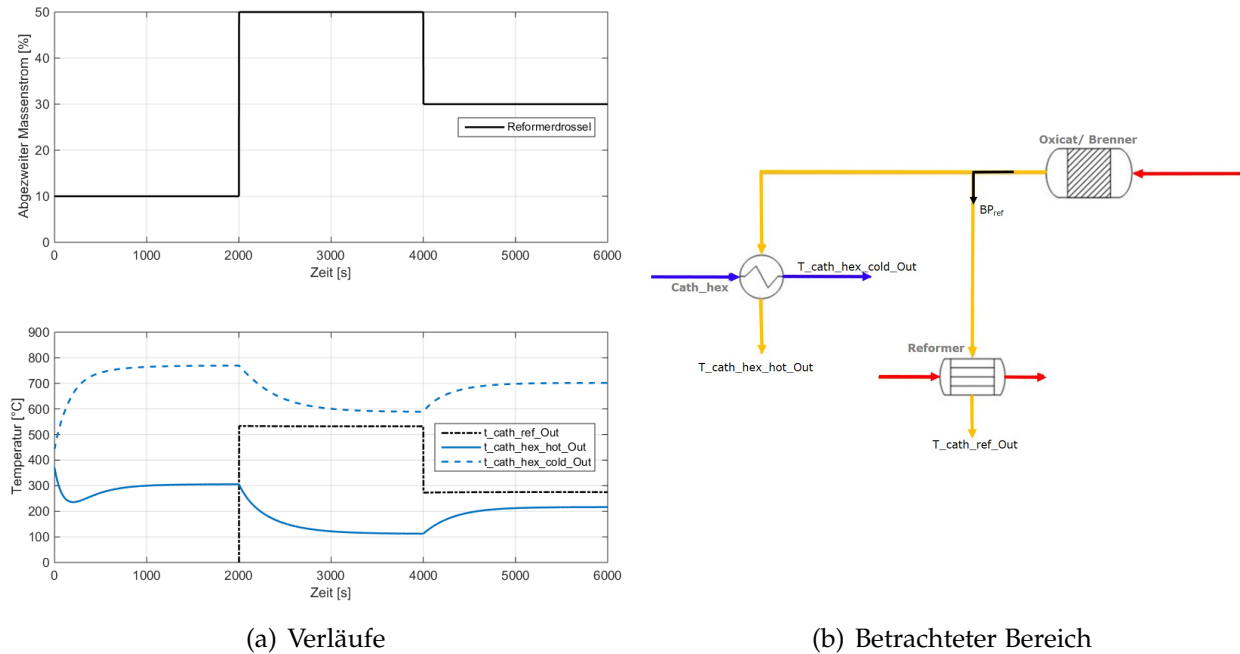 Abgezweiter Massenstrom [%]
50
40
30
20
10
0
Reformerdrossel
0 1000 2000 3000 4000 5000 6000
Zeit [s]
Temperatur [°C]
900
800
700
600
500
400
300
200
100
0
t_cath_ref_Out
t_cath_hex_hot_Out
t_cath_hex_cold_Out
0 1000 2000 3000 4000 5000 6000
Zeit [s]
(a) Verläufe
Oxicat/ Brenner
BPref
T_cath_hex_cold_Out
Cath_hex
T_cath_hex_hot_Out
Reformer
T_cath_ref_Out
(b) Betrachteter Bereich